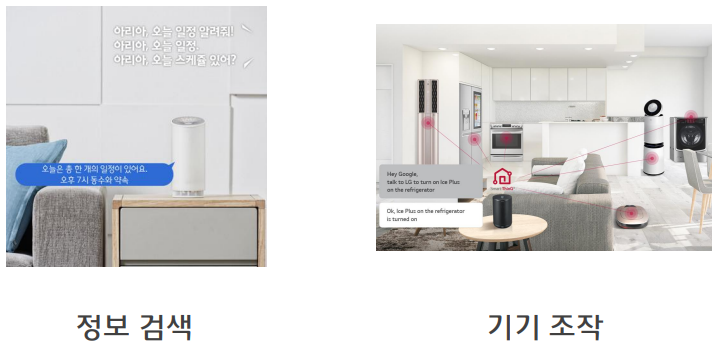 아리아, 오늘 일정 알려줘!
아리아, 오늘 일정.
아리아, 오늘 스케쥴 있어?
오늘은 총 한 개의 일정이 있어요.
오후 7시 동수와 약속
Hey Google,
talk to LG to turn on Ice Plus
on the refrigerator
Smart ThinQ
Ok, Ice Plus on the refrigerator
is turned on
정보 검색
기기 조작